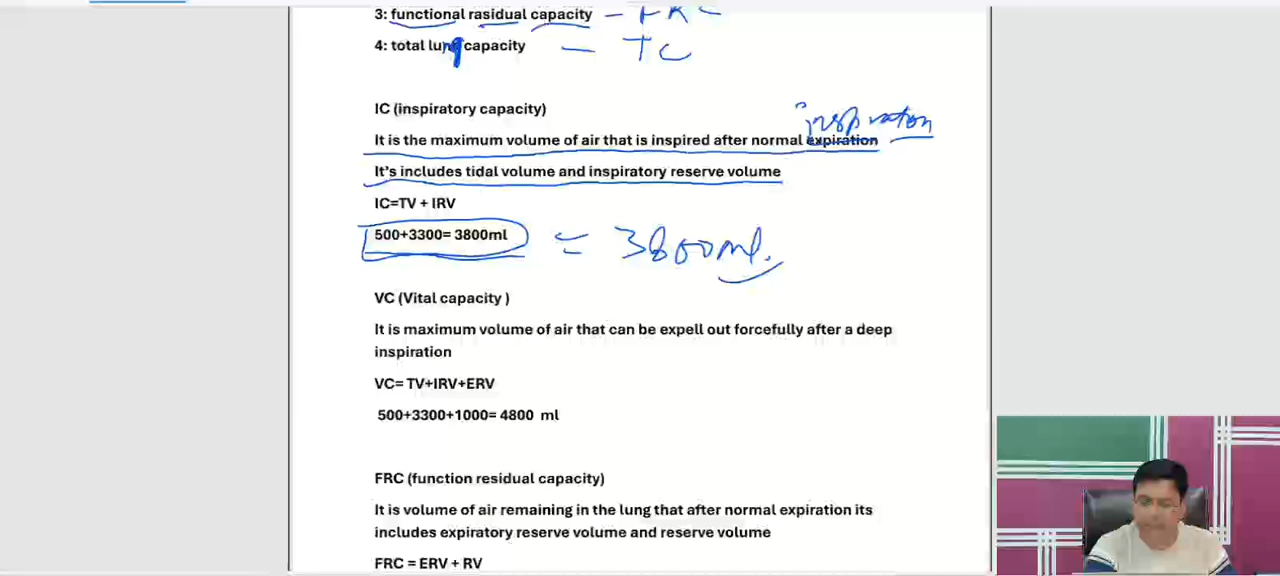 3: functional rasidual capacity –
4: total lung capacity — TC
IC (inspiratory capacity)
inspiration
It is the maximum volume of air that is inspired after normal expiration
It's includes tidal volume and inspiratory reserve volume
IC=TV + IRV
500+3300= 3800ml = 3800ml.
VC (Vital capacity )
It is maximum volume of air that can be expell out forcefully after a deep
inspiration
VC= TV+IRV+ERV
500+3300+1000= 4800 ml
FRC (function residual capacity)
It is volume of air remaining in the lung that after normal expiration its
includes expiratory reserve volume and reserve volume
FRC = ERV + RV